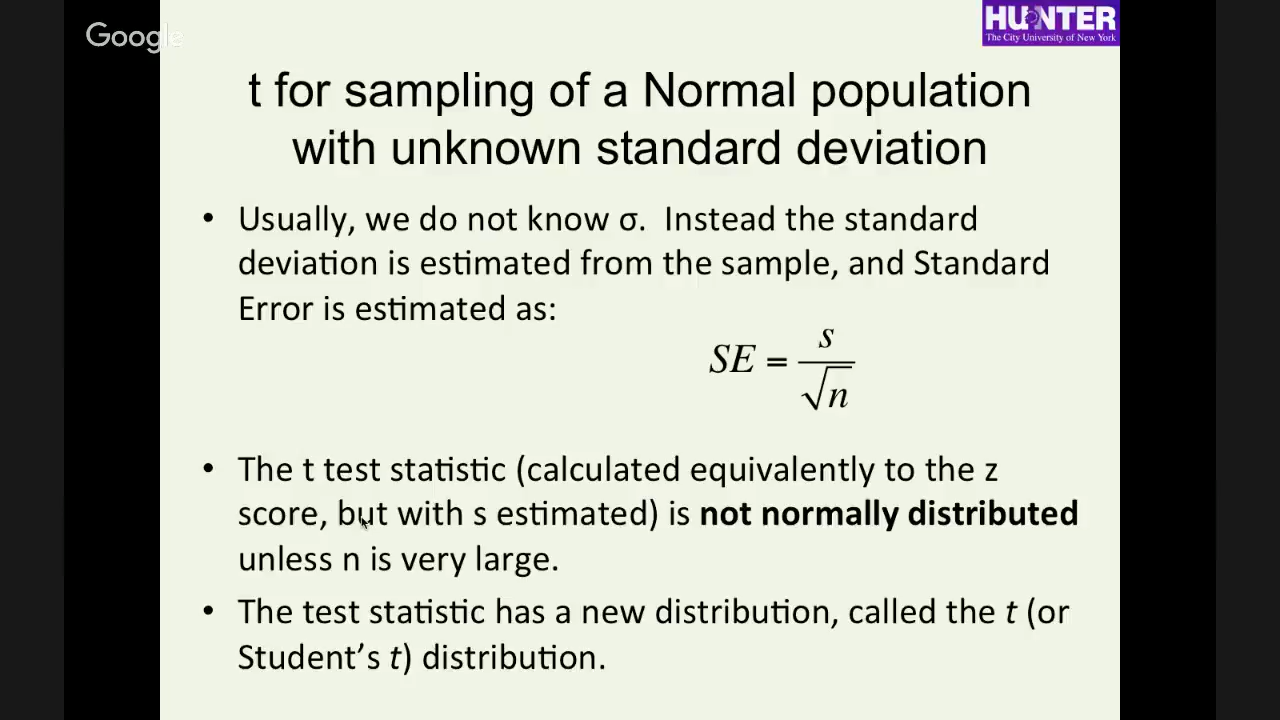 Google
HUNTER
The City University of New York
t for sampling of a Normal population
with unknown standard deviation
• Usually, we do not know σ.  Instead the standard
deviation is estimated from the sample, and Standard
Error is estimated as:
SE = s / √n
• The t test statistic (calculated equivalently to the z
score, but with s estimated) is not normally distributed
unless n is very large.
• The test statistic has a new distribution, called the t (or
Student’s t) distribution.